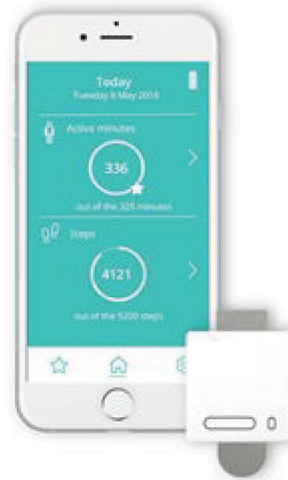 Today
Tuesday 8 May 2018
Active minutes
336
out of the 325 minutes
Steps
4121
out of the 5200 steps